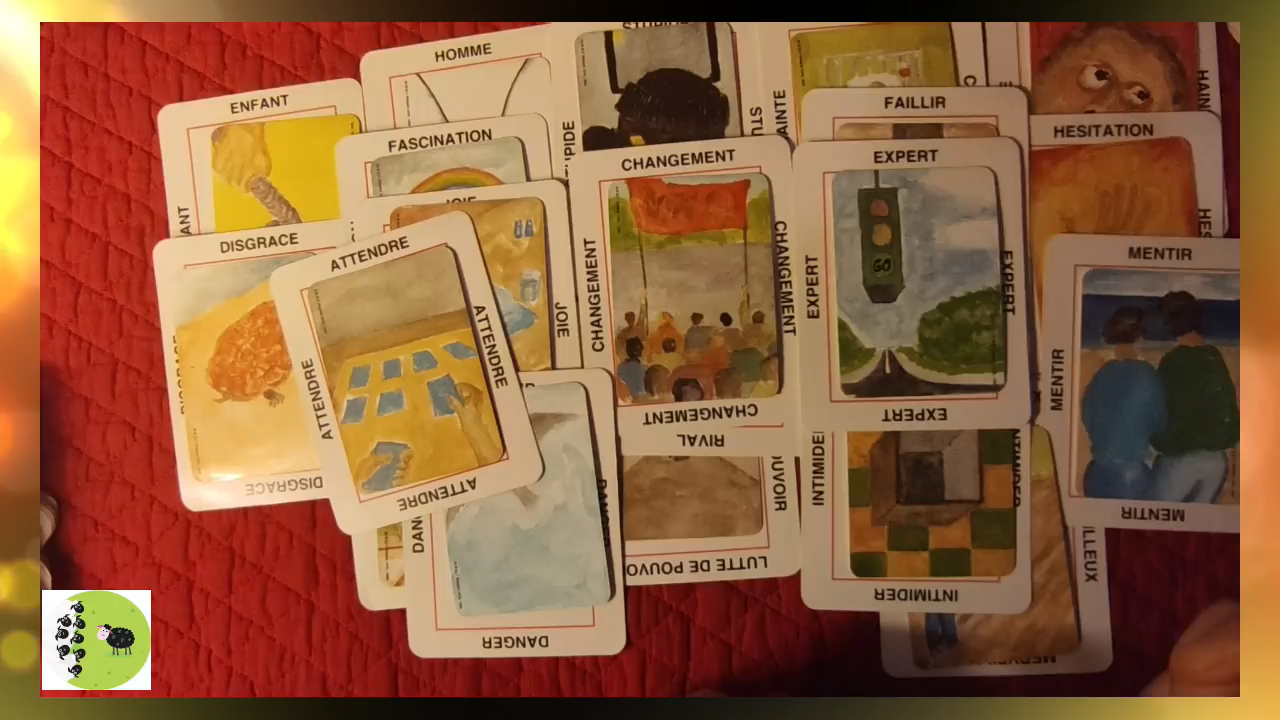 HOMME
ENFANT
FASCINATION
JOIE
JOIE
DISGRACE
DISGRACE
ATTENDRE
ATTENDRE
ATTENDRE
ATTENDRE
DANGER
CHANGEMENT
CHANGEMENT
CHANGEMENT
CHANGEMENT
RIVAL
LUTTE DE POUVO
FAILLIR
EXPERT
EXPERT
EXPERT
EXPERT
GO
INTIMIDER
INTIMIDER
HESITATION
MENTIR
MENTIR
MENTIR